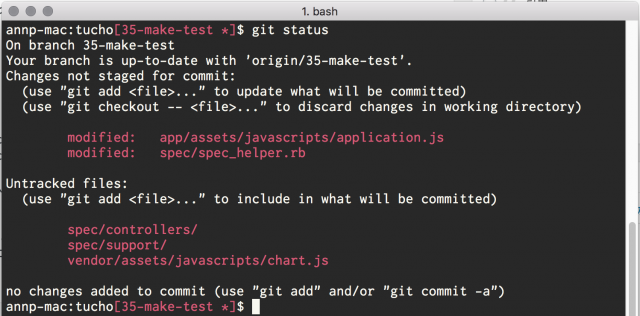 1. bash
annp-mac:tucho[35-make-test *]$ git status
On branch 35-make-test
Your branch is up-to-date with 'origin/35-make-test'.
Changes not staged for commit:
  (use "git add <file>..." to update what will be committed)
  (use "git checkout -- <file>..." to discard changes in working directory)
        modified:   app/assets/javascripts/application.js
        modified:   spec/spec_helper.rb
Untracked files:
  (use "git add <file>..." to include in what will be committed)
        spec/controllers/
        spec/support/
        vendor/assets/javascripts/chart.js
no changes added to commit (use "git add" and/or "git commit -a")
annp-mac:tucho[35-make-test *]$